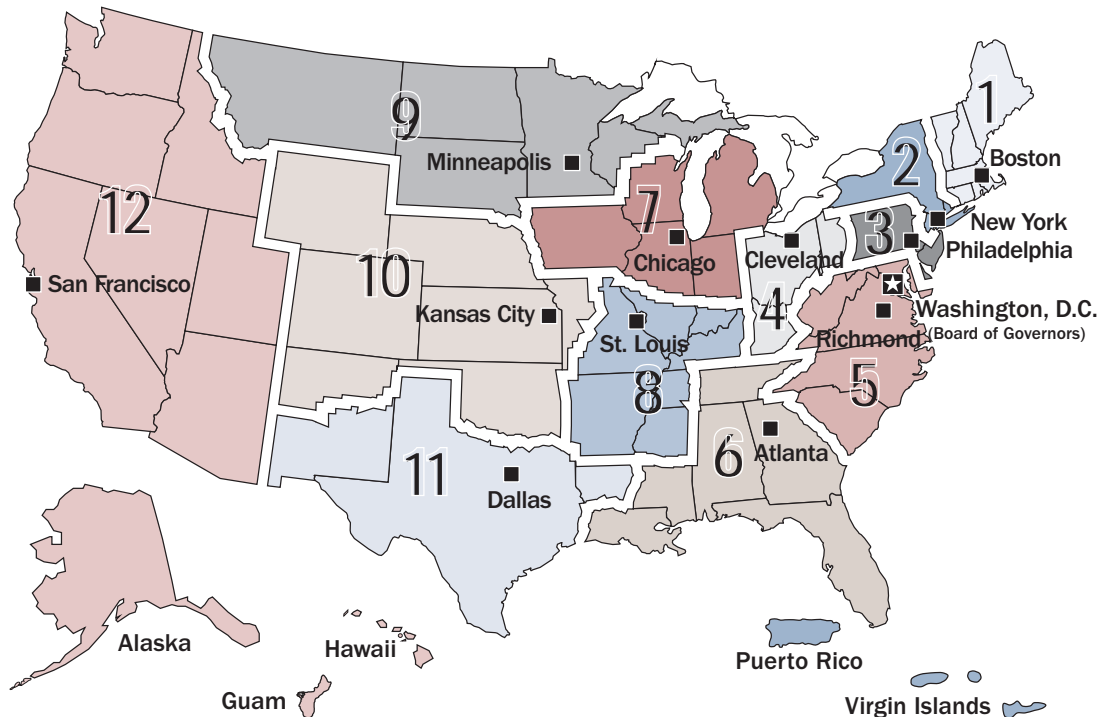 1
2
Boston
9
Minneapolis
New York
3
Philadelphia
12
7
Cleveland
Chicago
10
San Francisco
4
Washington, D.C.
(Board of Governors)
Kansas City
Richmond
St. Louis
5
8
6
Atlanta
11
Dallas
Alaska
Hawaii
Guam
Puerto Rico
Virgin Islands